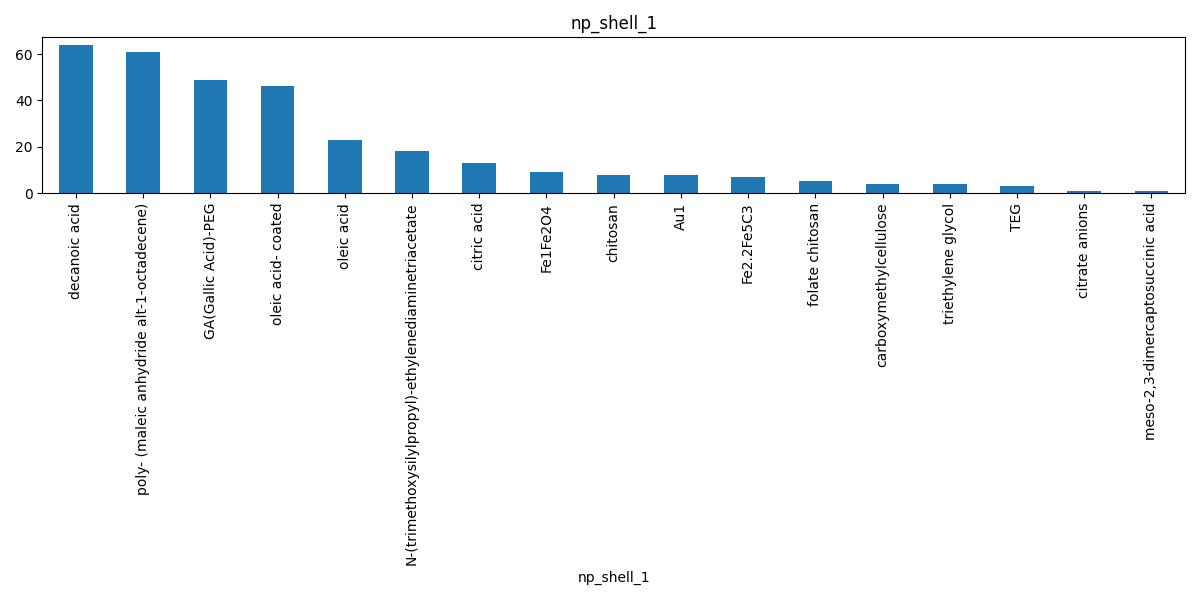 np_shell_1
60
40
20
0
decanoic acid
poly- (maleic anhydride alt-1-octadecene)
GA(Gallic Acid)-PEG
oleic acid- coated
oleic acid
N-(trimethoxysilylpropyl)-ethylenediaminetriacetate
citric acid
Fe1Fe2O4
chitosan
Au1
Fe2.2Fe5C3
folate chitosan
carboxymethylcellulose
triethylene glycol
TEG
citrate anions
meso-2,3-dimercaptosuccinic acid
np_shell_1